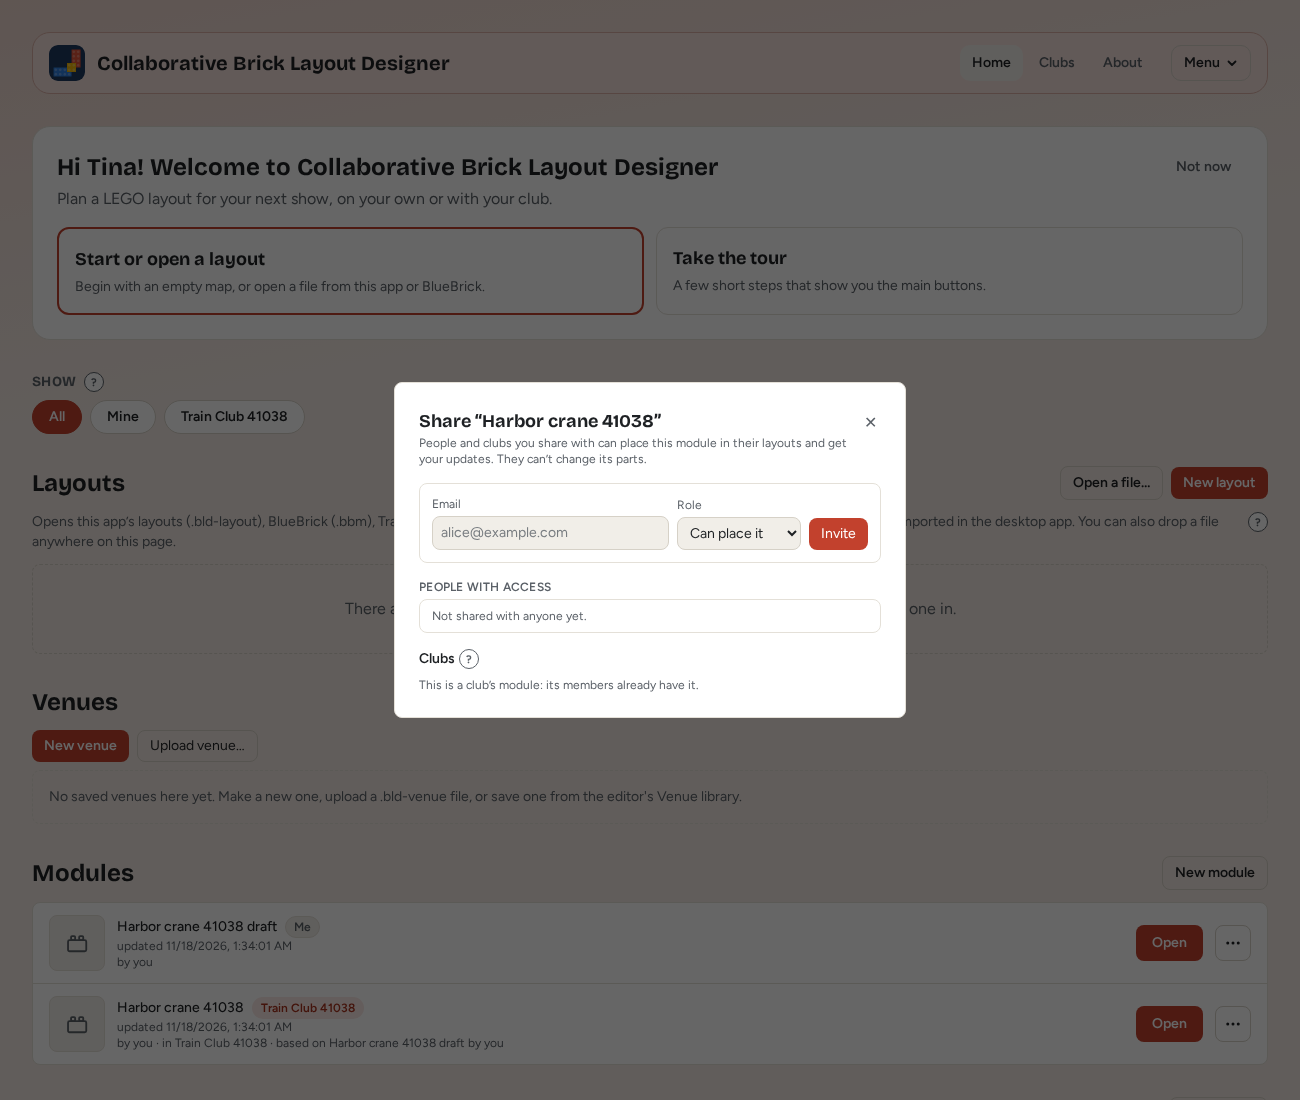 Collaborative Brick Layout Designer
Home
Clubs
About
Menu
Hi Tina! Welcome to Collaborative Brick Layout Designer
Not now
Plan a LEGO layout for your next show, on your own or with your club.
Start or open a layout
Begin with an empty map, or open a file from this app or BlueBrick.
Take the tour
A few short steps that show you the main buttons.
SHOW ?
All
Mine
Train Club 41038
Layouts
Open a file...
New layout
Opens this app's layouts (.bld-layout), BlueBrick (.bbm),
imported in the desktop app. You can also drop a file
?
anywhere on this page.
There
one in.
Share “Harbor crane 41038”
×
People and clubs you share with can place this module in their layouts and get
your updates. They can’t change its parts.
Email
Role
alice@example.com
Can place it
Invite
PEOPLE WITH ACCESS
Not shared with anyone yet.
Clubs ?
This is a club’s module: its members already have it.
Venues
New venue
Upload venue...
No saved venues here yet. Make a new one, upload a .bld-venue file, or save one from the editor's Venue library.
Modules
New module
Harbor crane 41038 draft Me
updated 11/18/2026, 1:34:01 AM
by you
Open
...
Harbor crane 41038 Train Club 41038
updated 11/18/2026, 1:34:01 AM
by you · in Train Club 41038 · based on Harbor crane 41038 draft by you
Open
...